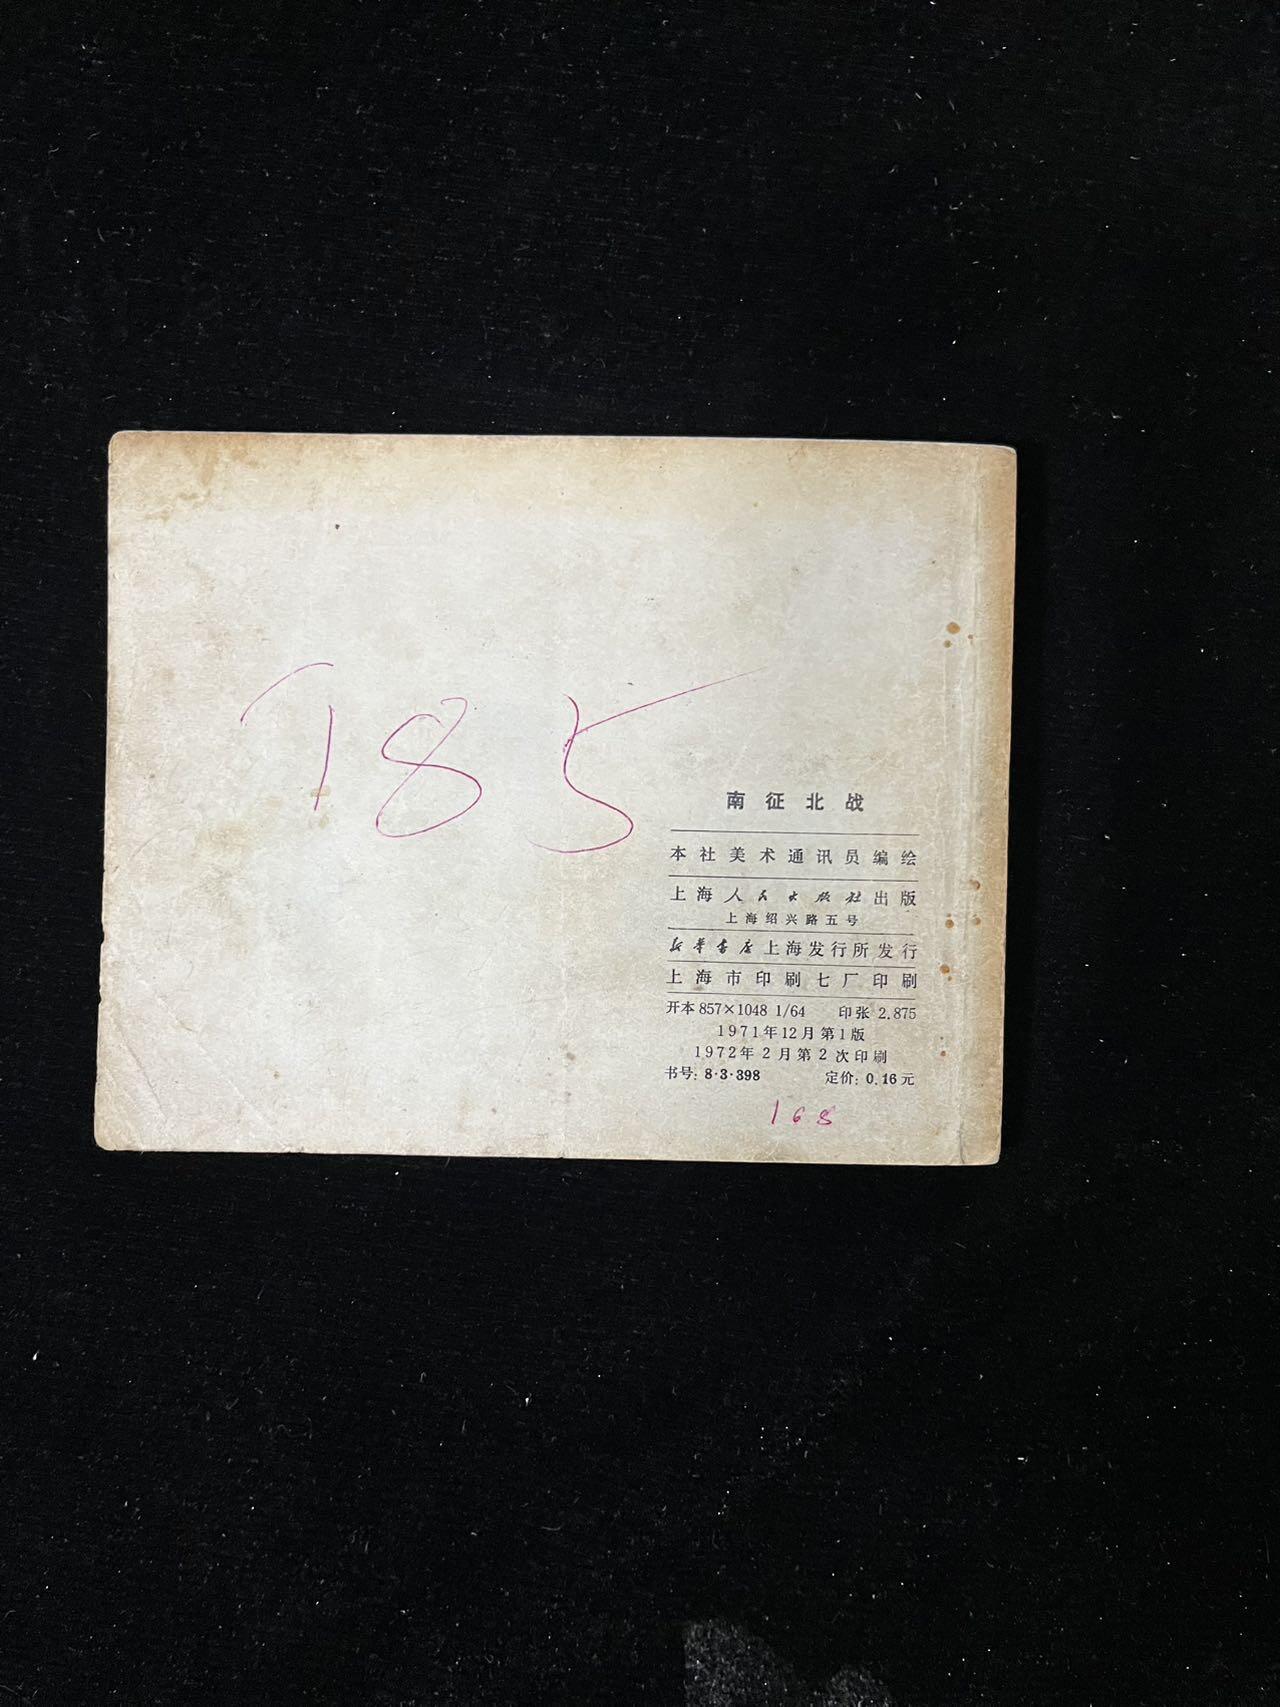 185
南征北战
本社美术通讯员编绘
上海人民出版社出版
上海绍兴路五号
新华书店上海发行所发行
上海市印刷七厂印刷
开本 857×1048 1/64 印张 2.875
1971年12月第1版
1972年2月第2次印刷
书号: 8·3·398 定价: 0.16元
168